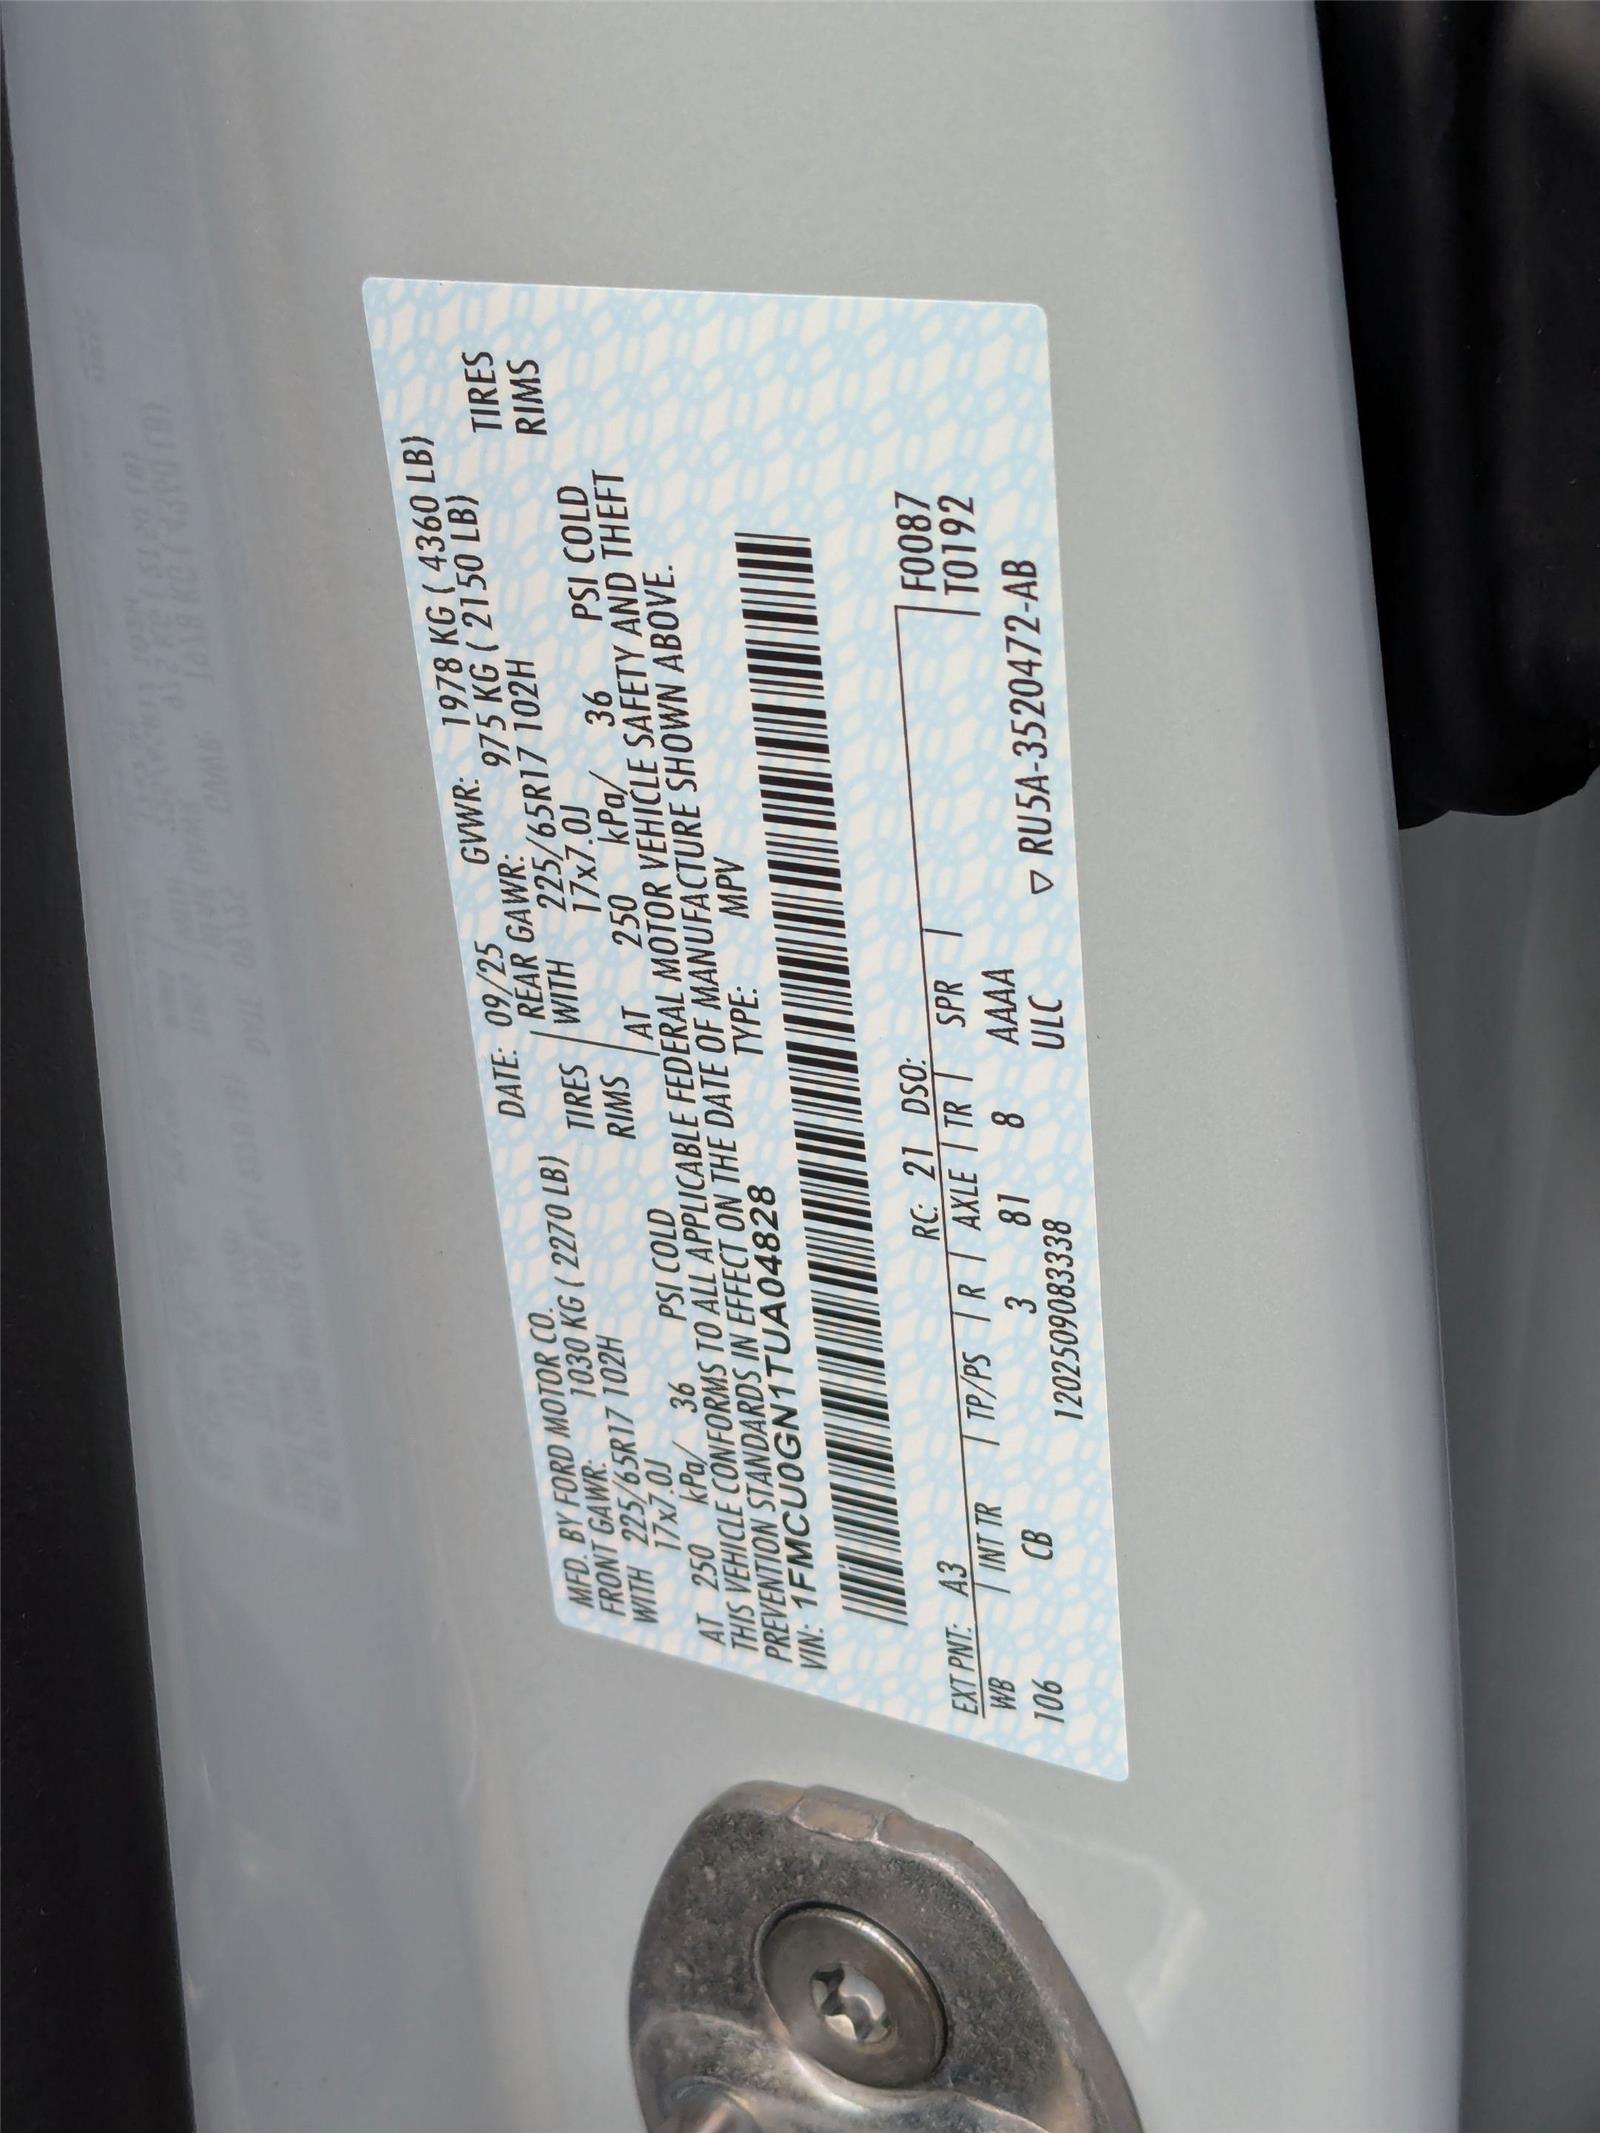 MFD. BY FORD MOTOR CO. DATE: 09/25 GVWR: 1978 KG ( 4360 LB)
FRONT GAWR: 1030 KG ( 2270 LB) REAR GAWR: 975 KG ( 2150 LB)
WITH 225/65R17 102H TIRES WITH 225/65R17 102H TIRES
17x7.0J RIMS 17x7.0J RIMS
AT 250 kPa/ 36 PSI COLD AT 250 kPa/ 36 PSI COLD
THIS VEHICLE CONFORMS TO ALL APPLICABLE FEDERAL MOTOR VEHICLE SAFETY AND THEFT
PREVENTION STANDARDS IN EFFECT ON THE DATE OF MANUFACTURE SHOWN ABOVE.
VIN: 1FMCU0GN1TUA04828 TYPE: MPV
F0087
T0192
EXT PNT: A3 RC: 21 DSO:
WB INT TR TP/PS R AXLE TR SPR
106 CB 3 81 8 AAAA
1202509083338 ULC ▽ RU5A-3520472-AB